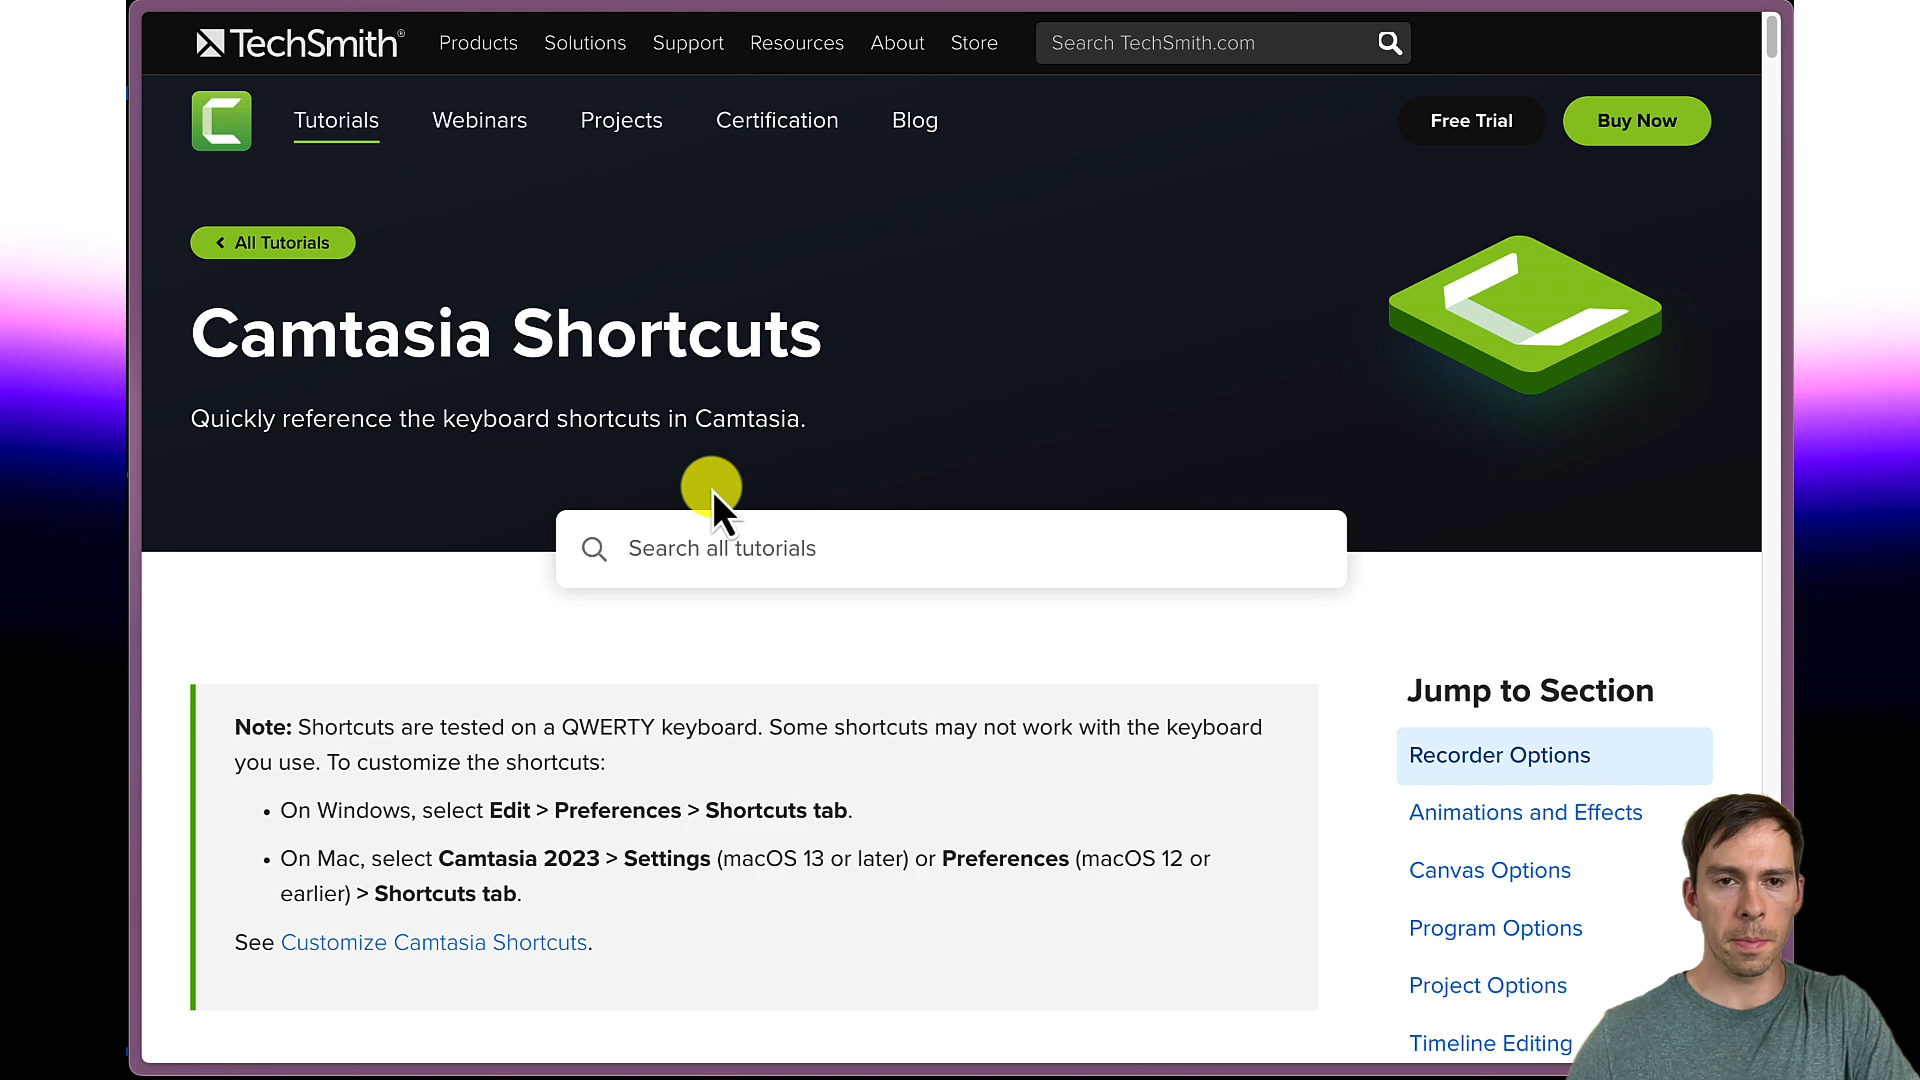 TechSmith®
Products Solutions Support Resources About Store
Search TechSmith.com
Tutorials Webinars Projects Certification Blog
Free Trial
Buy Now
All Tutorials
Camtasia Shortcuts
Quickly reference the keyboard shortcuts in Camtasia.
Search all tutorials
Note: Shortcuts are tested on a QWERTY keyboard. Some shortcuts may not work with the keyboard
you use. To customize the shortcuts:
• On Windows, select Edit > Preferences > Shortcuts tab.
• On Mac, select Camtasia 2023 > Settings (macOS 13 or later) or Preferences (macOS 12 or
earlier) > Shortcuts tab.
See Customize Camtasia Shortcuts.
Jump to Section
Recorder Options
Animations and Effects
Canvas Options
Program Options
Project Options
Timeline Editing